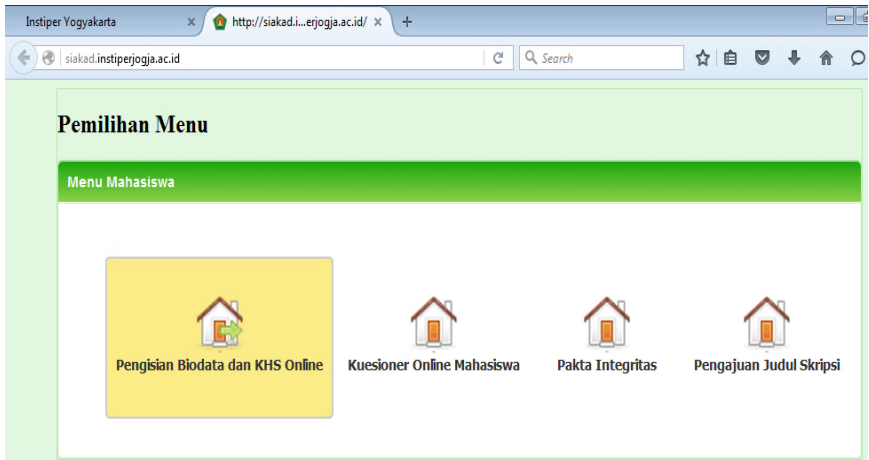 Instiper Yogyakarta
http://siakad.i...erjogja.ac.id/
siakad.instiperjogja.ac.id
Search
Pemilihan Menu
Menu Mahasiswa
Pengisian Biodata dan KHS Online
Kuesioner Online Mahasiswa
Pakta Integritas
Pengajuan Judul Skripsi